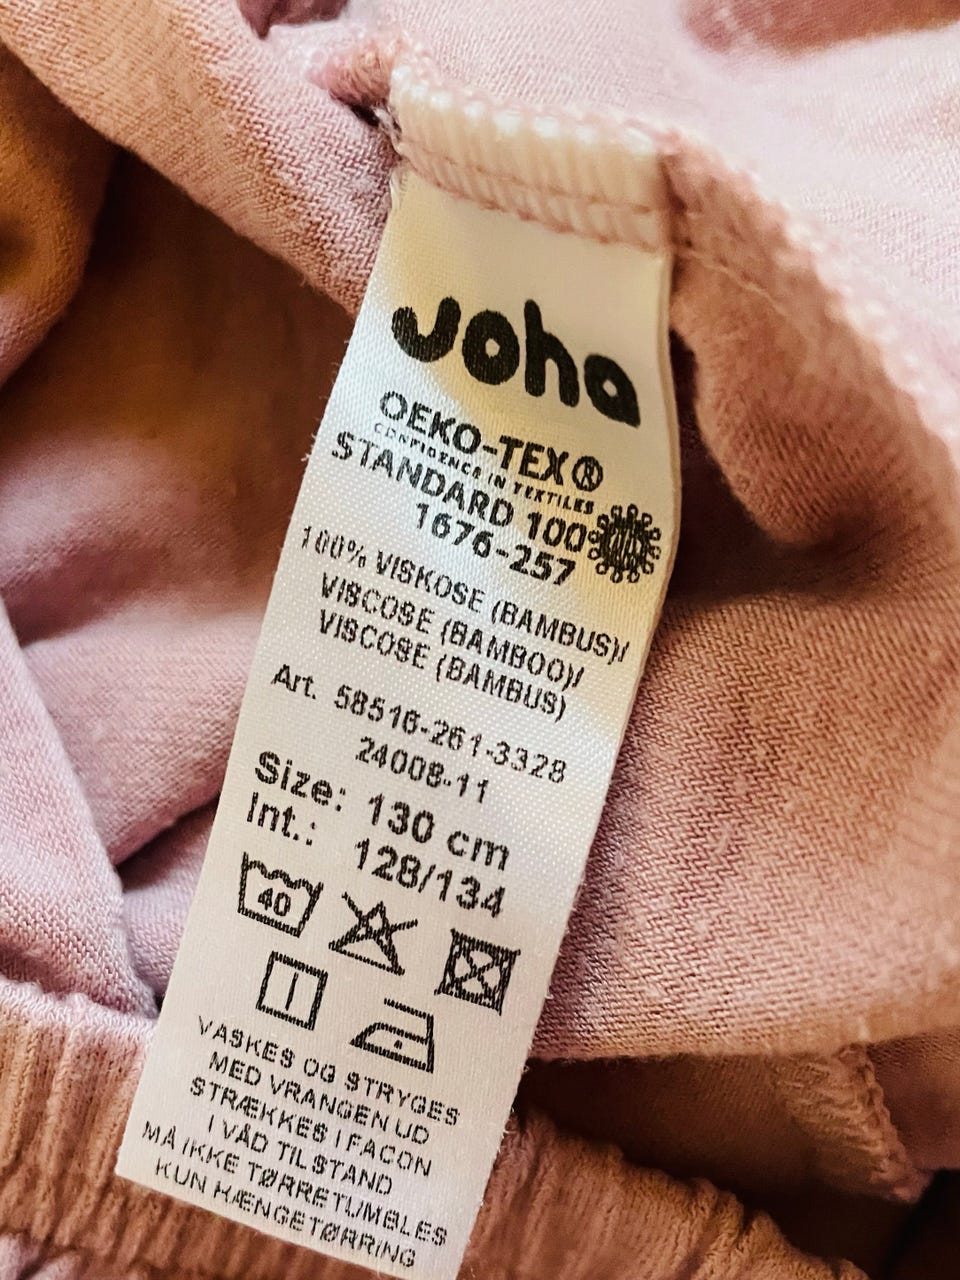 Joha
OEKO-TEX®
CONFIDENCE IN TEXTILES
STANDARD 100
1676-257
100% VISKOSE (BAMBUS)/
VISCOSE (BAMBOO)/
VISCOSE (BAMBUS)
Art. 58516-261-3328
24008-11
Size: 130 cm
Int.: 128/134
40
VASKES OG STRYGES
MED VRANGEN UD
STRÆKKES I FACON
I VÅD TILSTAND
MÅ IKKE TØRRETUMBLES
KUN HÆNGETØRRING